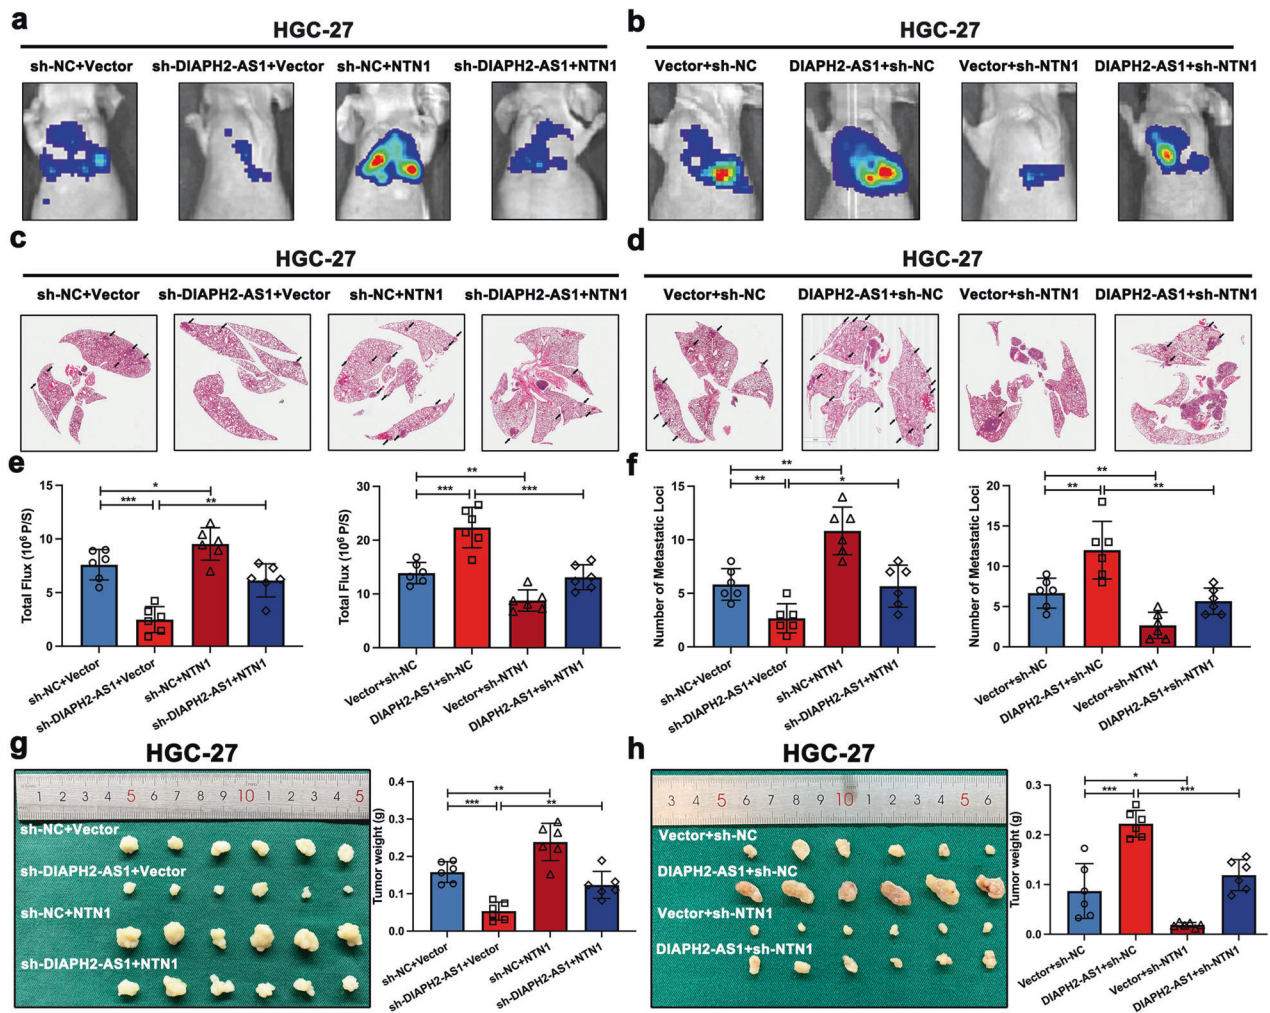 a
HGC-27
sh-NC+Vector
sh-DIAPH2-AS1+Vector
sh-NC+NTN1
sh-DIAPH2-AS1+NTN1
b
HGC-27
Vector+sh-NC
DIAPH2-AS1+sh-NC
Vector+sh-NTN1
DIAPH2-AS1+sh-NTN1
c
HGC-27
sh-NC+Vector
sh-DIAPH2-AS1+Vector
sh-NC+NTN1
sh-DIAPH2-AS1+NTN1
d
HGC-27
Vector+sh-NC
DIAPH2-AS1+sh-NC
Vector+sh-NTN1
DIAPH2-AS1+sh-NTN1
e
Total Flux (10⁶ P/S)
15
10
5
0
*
***
**
sh-NC+Vector
sh-DIAPH2-AS1+Vector
sh-NC+NTN1
sh-DIAPH2-AS1+NTN1
Total Flux (10⁶ P/S)
30
20
10
0
**
***
***
Vector+sh-NC
DIAPH2-AS1+sh-NC
Vector+sh-NTN1
DIAPH2-AS1+sh-NTN1
f
Number of Metastatic Loci
15
10
5
0
**
**
*
sh-NC+Vector
sh-DIAPH2-AS1+Vector
sh-NC+NTN1
sh-DIAPH2-AS1+NTN1
Number of Metastatic Loci
20
15
10
5
0
**
**
**
Vector+sh-NC
DIAPH2-AS1+sh-NC
Vector+sh-NTN1
DIAPH2-AS1+sh-NTN1
g
HGC-27
1 2 3 4 5 6 7 8 9 10 1 2 3 4 5
sh-NC+Vector
sh-DIAPH2-AS1+Vector
sh-NC+NTN1
sh-DIAPH2-AS1+NTN1
Tumor weight (g)
0.4
0.3
0.2
0.1
0.0
**
***
**
sh-NC+Vector
sh-DIAPH2-AS1+Vector
sh-NC+NTN1
sh-DIAPH2-AS1+NTN1
h
HGC-27
3 4 5 6 7 8 9 10 1 2 3 4 5 6
Vector+sh-NC
DIAPH2-AS1+sh-NC
Vector+sh-NTN1
DIAPH2-AS1+sh-NTN1
Tumor weight (g)
0.3
0.2
0.1
0.0
*
***
***
Vector+sh-NC
DIAPH2-AS1+sh-NC
Vector+sh-NTN1
DIAPH2-AS1+sh-NTN1